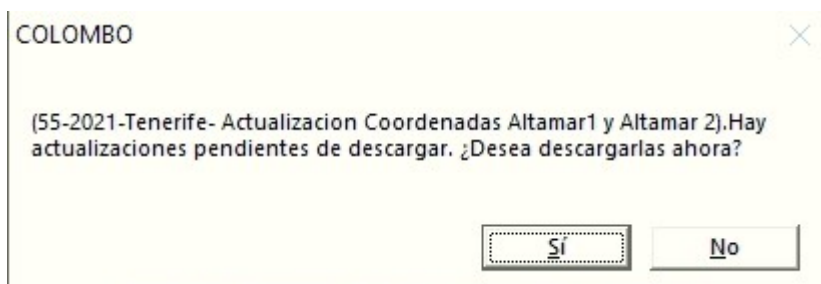 COLOMBO
(55-2021-Tenerife- Actualizacion Coordenadas Altamar1 y Altamar 2).Hay
actualizaciones pendientes de descargar. ¿Desea descargarlas ahora?
Sí
No